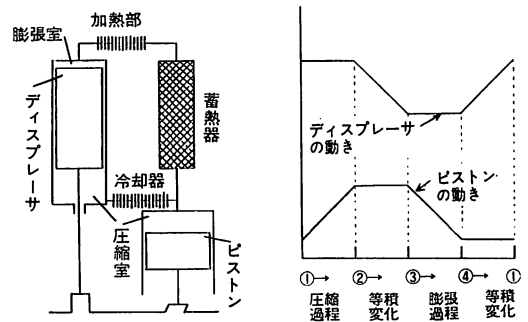 加熱部
膨張室
ディスプレーサ
蓄熱器
冷却器
圧縮室
ピストン
ディスプレーサ
の動き
ピストン
の動き
①→ ②→ ③→ ④→ ①
圧縮 等積 膨張 等積
過程 変化 過程 変化